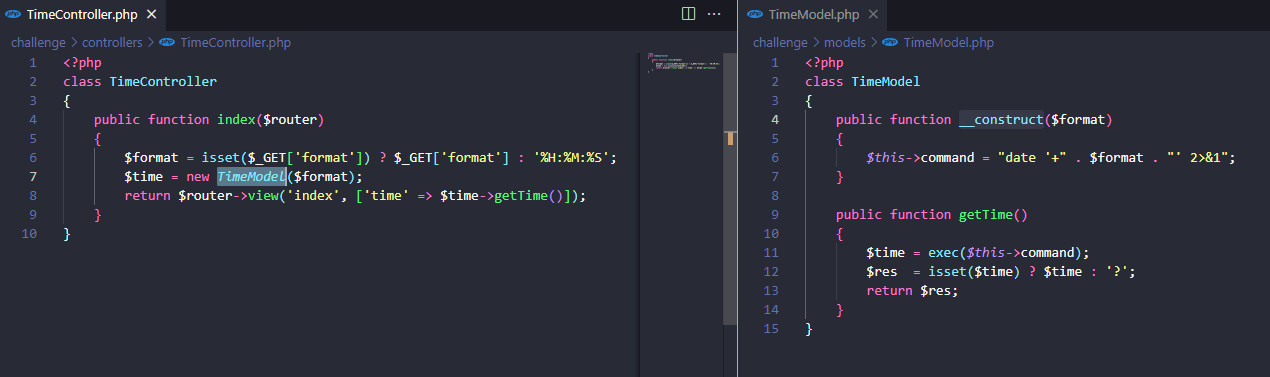 TimeController.php
challenge > controllers > TimeController.php
1 <?php
2 class TimeController
3 {
4 public function index($router)
5 {
6 $format = isset($_GET['format']) ? $_GET['format'] : '%H:%M:%S';
7 $time = new TimeModel($format);
8 return $router->view('index', ['time' => $time->getTime()]);
9 }
10 }
TimeModel.php
challenge > models > TimeModel.php
1 <?php
2 class TimeModel
3 {
4 public function __construct($format)
5 {
6 $this->command = "date '+" . $format . "' 2>&1";
7 }
8
9 public function getTime()
10 {
11 $time = exec($this->command);
12 $res  = isset($time) ? $time : '?';
13 return $res;
14 }
15 }